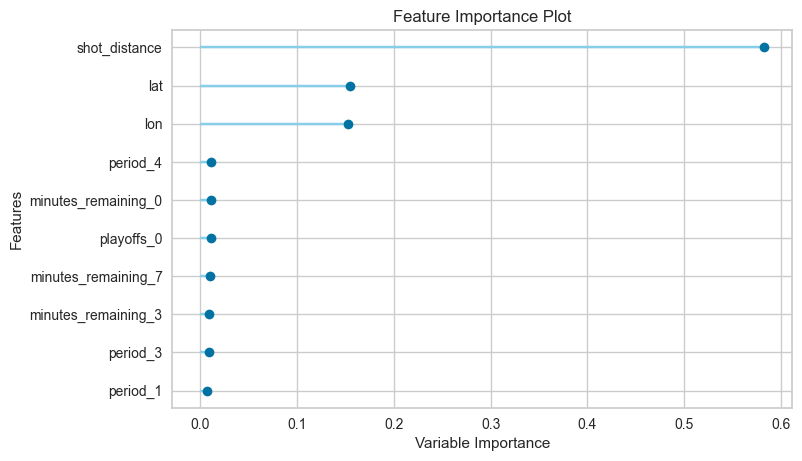 Feature Importance Plot
shot_distance
lat
lon
period_4
minutes_remaining_0
playoffs_0
minutes_remaining_7
minutes_remaining_3
period_3
period_1
Features
0.0 0.1 0.2 0.3 0.4 0.5 0.6
Variable Importance